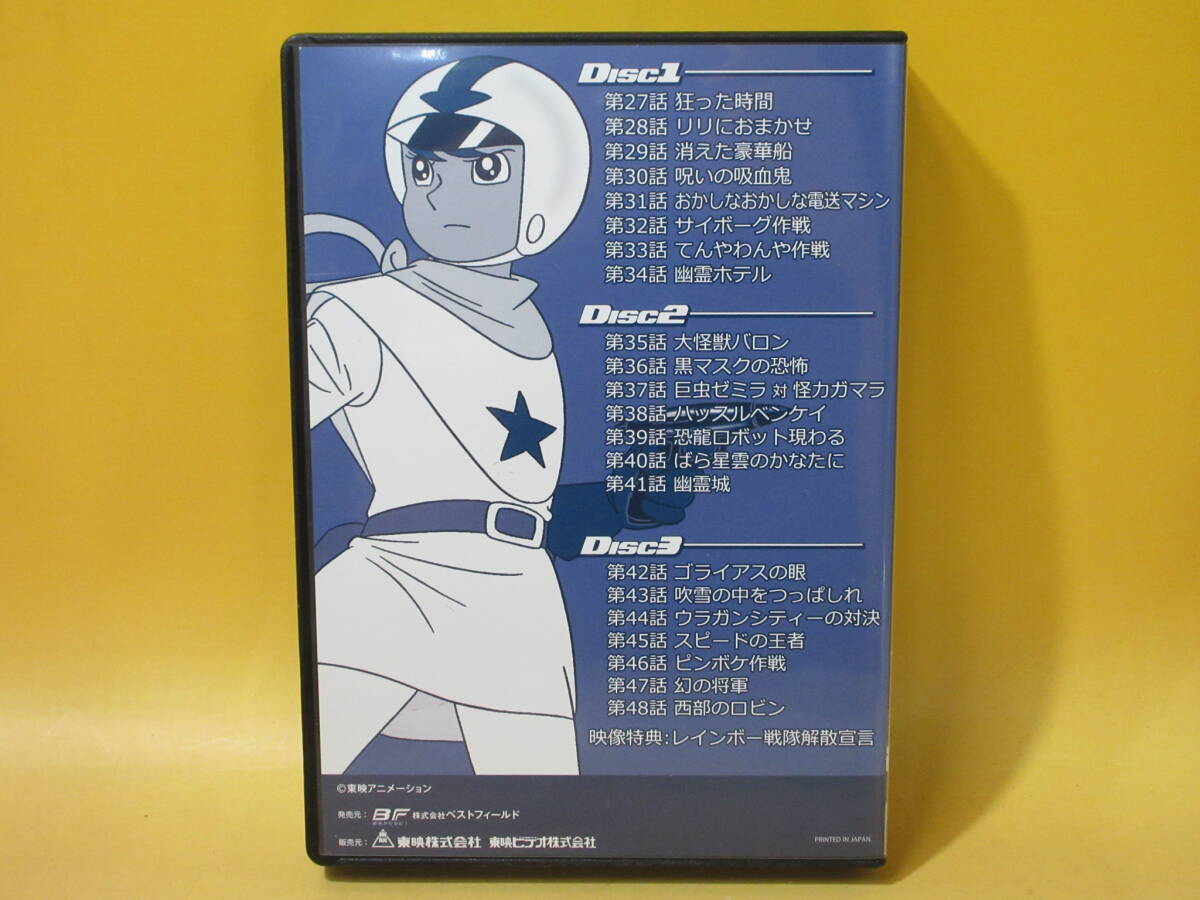 Disc1
第27話 狂った時間
第28話 リリにおまかせ
第29話 消えた豪華船
第30話 呪いの吸血鬼
第31話 おかしなおかしな電送マシン
第32話 サイボーグ作戦
第33話 てんやわんや作戦
第34話 幽霊ホテル
Disc2
第35話 大怪獣バロン
第36話 黒マスクの恐怖
第37話 巨虫ゼミラ 対 怪力ガマラ
第38話 ハッスルベンケイ
第39話 恐龍ロボット現わる
第40話 ばら星雲のかなたに
第41話 幽霊城
Disc3
第42話 ゴライアスの眼
第43話 吹雪の中をつっぱしれ
第44話 ウラガンシティーの対決
第45話 スピードの王者
第46話 ピンボケ作戦
第47話 幻の将軍
第48話 西部のロビン
映像特典:レインボー戦隊解散宣言
©東映アニメーション
発売元: BF 株式会社ベストフィールド
販売元: 東映株式会社 東映ビデオ株式会社
PRINTED IN JAPAN.